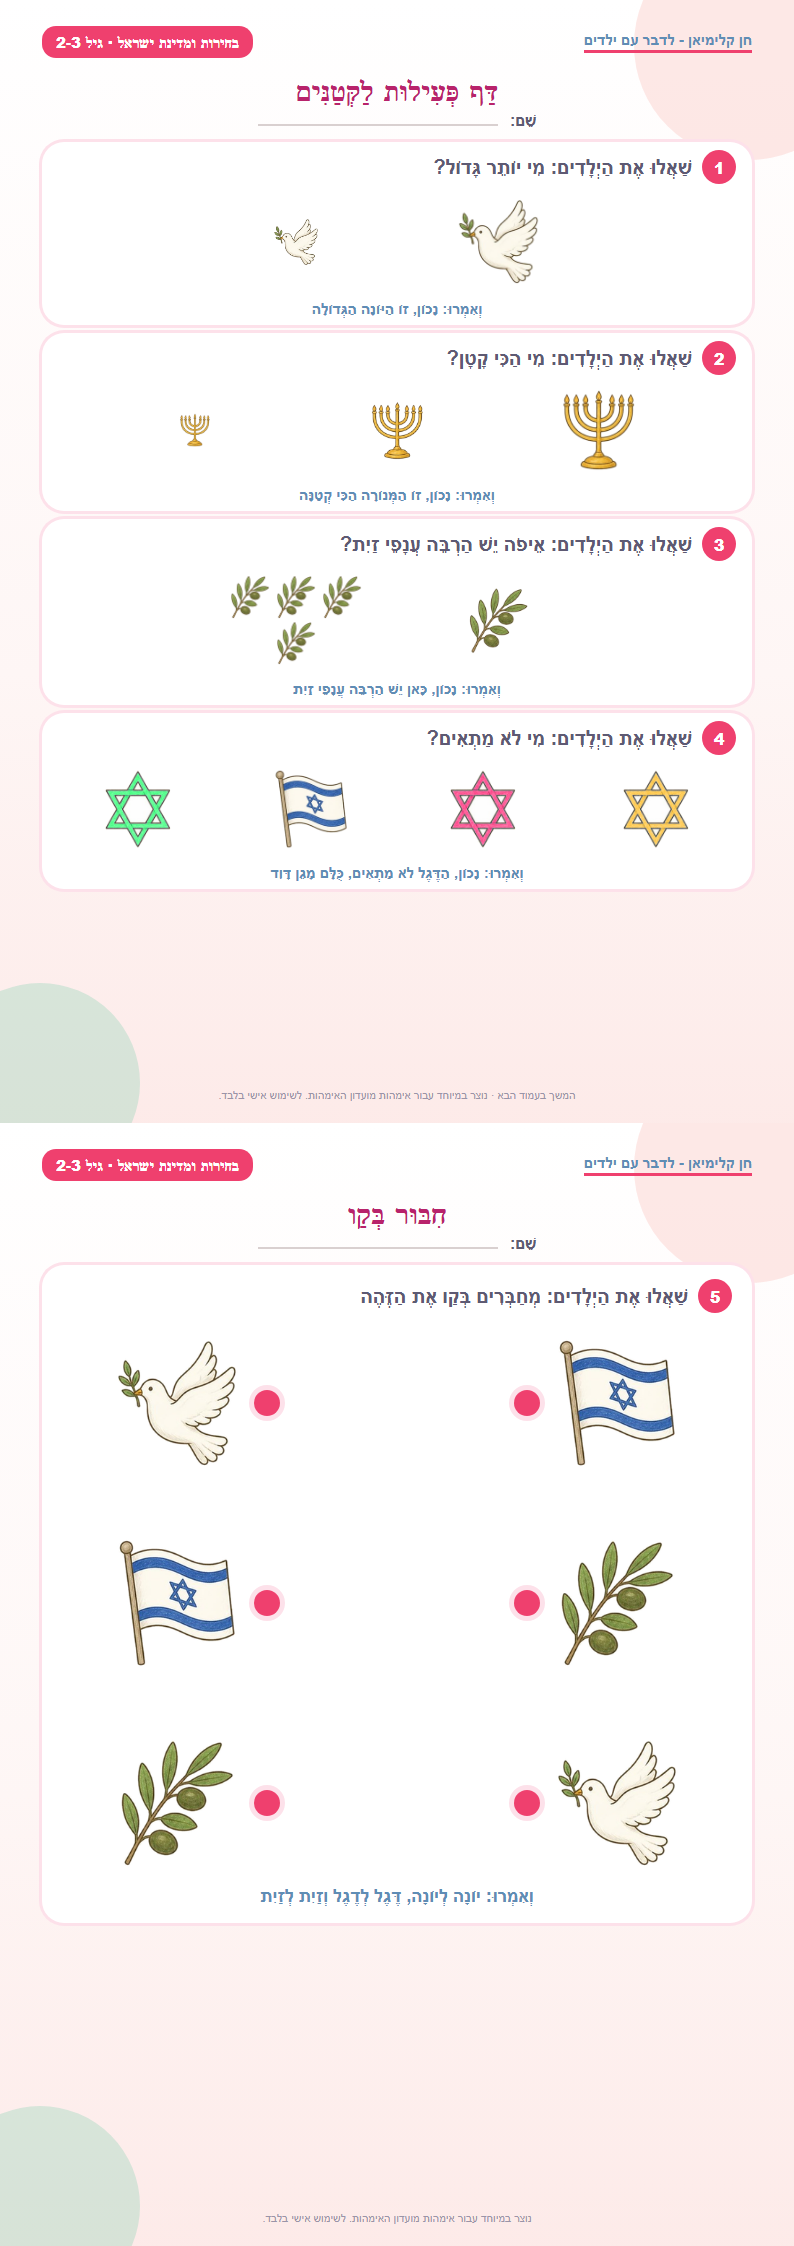 חן קלימיאן - לדבר עם ילדים
בחירות ומדינת ישראל · גיל 2-3
דַּף פְּעִילוּת לַקְּטַנִּים
שֵׁם:
1 שַׁאֲלוּ אֶת הַיְלָדִים: מִי יוֹתֵר גָּדוֹל?
וְאִמְרוּ: נָכוֹן, זוֹ הַיּוֹנָה הַגְּדוֹלָה
2 שַׁאֲלוּ אֶת הַיְלָדִים: מִי הֲכִי קָטָן?
וְאִמְרוּ: נָכוֹן, זוֹ הַמְּנוֹרָה הַכִּי קְטַנָּה
3 שַׁאֲלוּ אֶת הַיְלָדִים: אֵיפֹה יֵשׁ הַרְבֵּה עַנְפֵי זַיִת?
וְאִמְרוּ: נָכוֹן, כָּאן יֵשׁ הַרְבֵּה עַנְפֵי זַיִת
4 שַׁאֲלוּ אֶת הַיְלָדִים: מִי לֹא מַתְאִים?
וְאִמְרוּ: נָכוֹן, הַדֶּגֶל לֹא מַתְאִים, כֻּלָּם מָגֵן דָּוִד
המשך בעמוד הבא · נוצר במיוחד עבור אימהות מועדון האימהות. לשימוש אישי בלבד.
חן קלימיאן - לדבר עם ילדים
בחירות ומדינת ישראל · גיל 2-3
חִבּוּר בְּקַו
שֵׁם:
5 שַׁאֲלוּ אֶת הַיְלָדִים: מְחַבְּרִים בְּקַו אֶת הַזֵּהֶה
וְאִמְרוּ: יוֹנָה לְיוֹנָה, דֶּגֶל לְדֶגֶל וְזַיִת לְזַיִת
נוצר במיוחד עבור אימהות מועדון האימהות. לשימוש אישי בלבד.